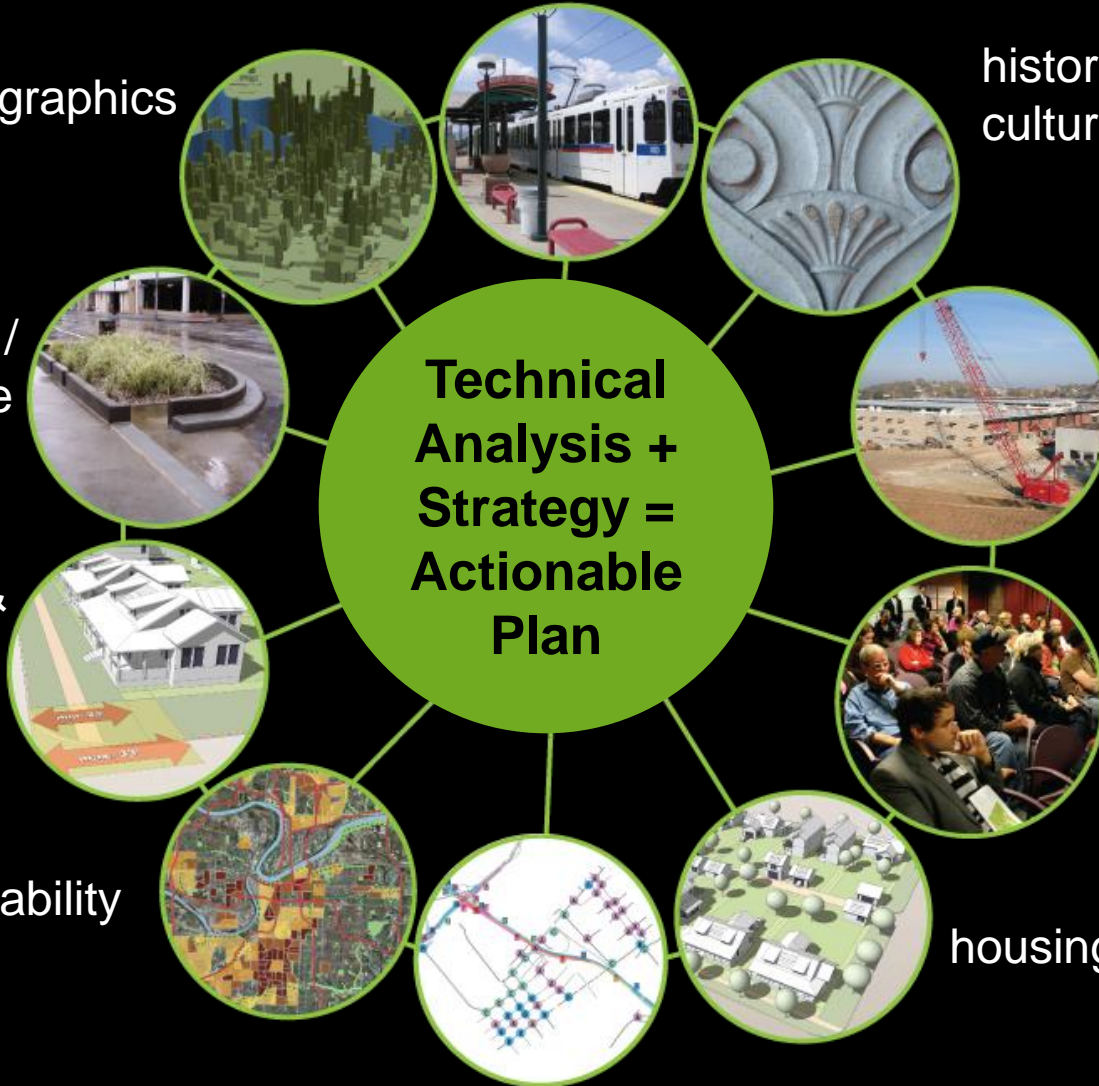 graphics
histor
cultur
/
e
Technical
Analysis +
Strategy =
Actionable
Plan
&
ability
housing